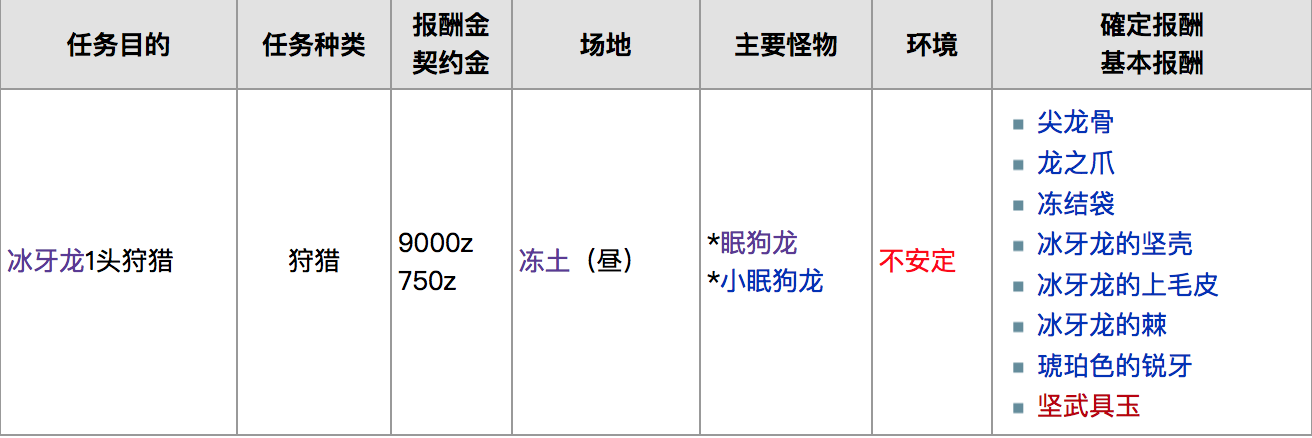 任务目的
任务种类
报酬金
契约金
场地
主要怪物
环境
確定报酬
基本报酬
冰牙龙1头狩猎
狩猎
9000z
750z
冻土（昼）
*眠狗龙
*小眠狗龙
不安定
尖龙骨
龙之爪
冻结袋
冰牙龙的坚壳
冰牙龙的上毛皮
冰牙龙的棘
琥珀色的锐牙
坚武具玉